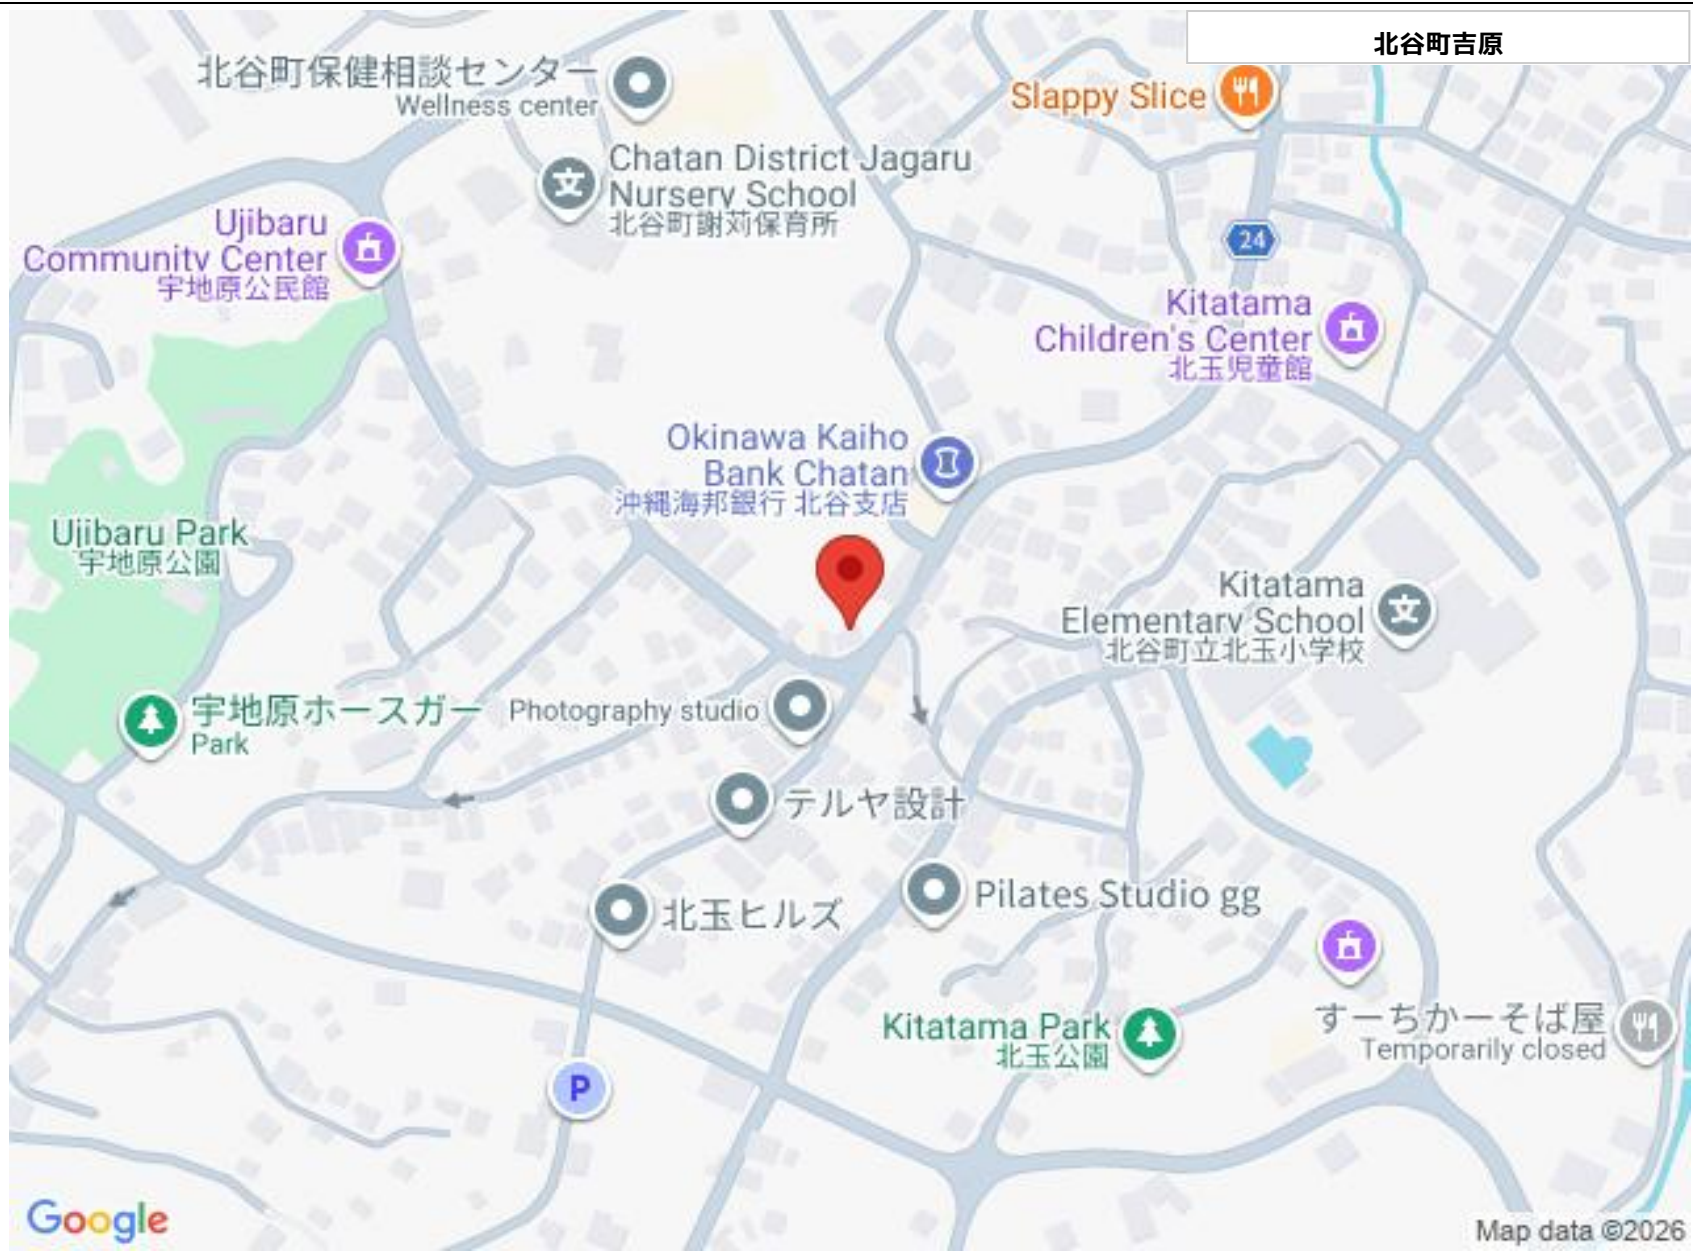 北谷町吉原
北谷町保健相談センター
Wellness center
Slappy Slice
Chatan District Jagaru
Nursery School
北谷町謝苅保育所
Ujibaru
Community Center
宇地原公民館
24
Kitatama
Children's Center
北玉児童館
Okinawa Kaiho
Bank Chatan
沖縄海邦銀行 北谷支店
Ujibaru Park
宇地原公園
Kitatama
Elementary School
北谷町立北玉小学校
宇地原ホースガー
Park
Photography studio
テルヤ設計
Pilates Studio gg
北玉ヒルズ
Kitatama Park
北玉公園
すーちかーそば屋
Temporarily closed
P
Google
Map data ©2026